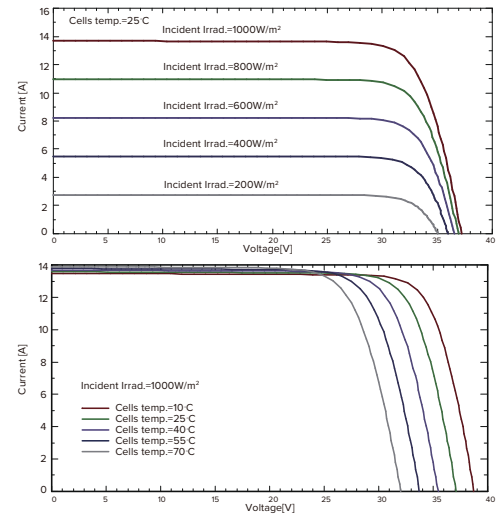 16
Cells temp.=25°C
Incident Irrad.=1000W/m²
14
12
Incident Irrad.=800W/m²
10
Incident Irrad.=600W/m²
8
Current [A]
6
Incident Irrad.=400W/m²
4
Incident Irrad.=200W/m²
2
0
0 5 10 15 20 25 30 35 40
Voltage[V]
14
12
10
8
Current [A]
6
Incident Irrad.=1000W/m²
Cells temp.=10°C
4
Cells temp.=25°C
Cells temp.=40°C
Cells temp.=55°C
2
Cells temp.=70°C
0
0 5 10 15 20 25 30 35 40
Voltage[V]